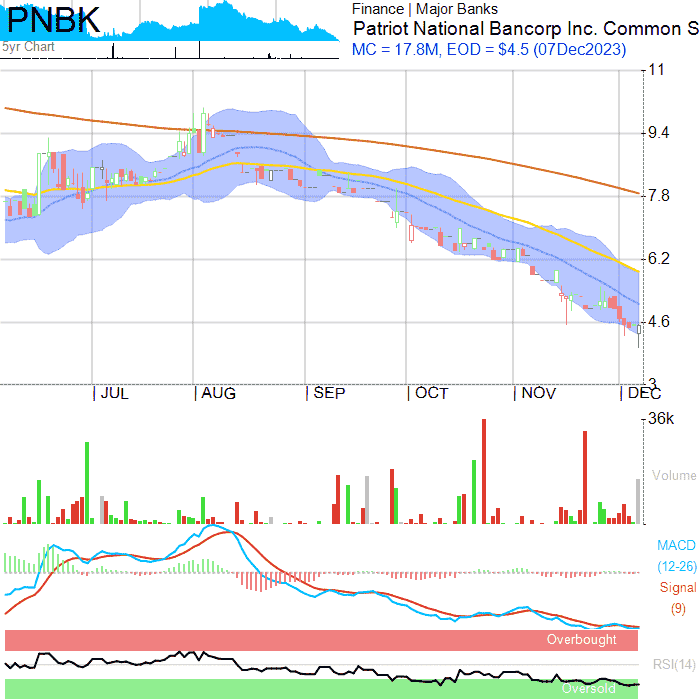 PNBK
5yr Chart
Finance | Major Banks
Patriot National Bancorp Inc. Common S
MC = 17.8M, EOD = $4.5 (07Dec2023)
11
9.4
7.8
6.2
4.6
3
JUL AUG SEP OCT NOV DEC
36k
Volume
MACD
(12-26)
Signal
(9)
Overbought
RSI(14)
Oversold